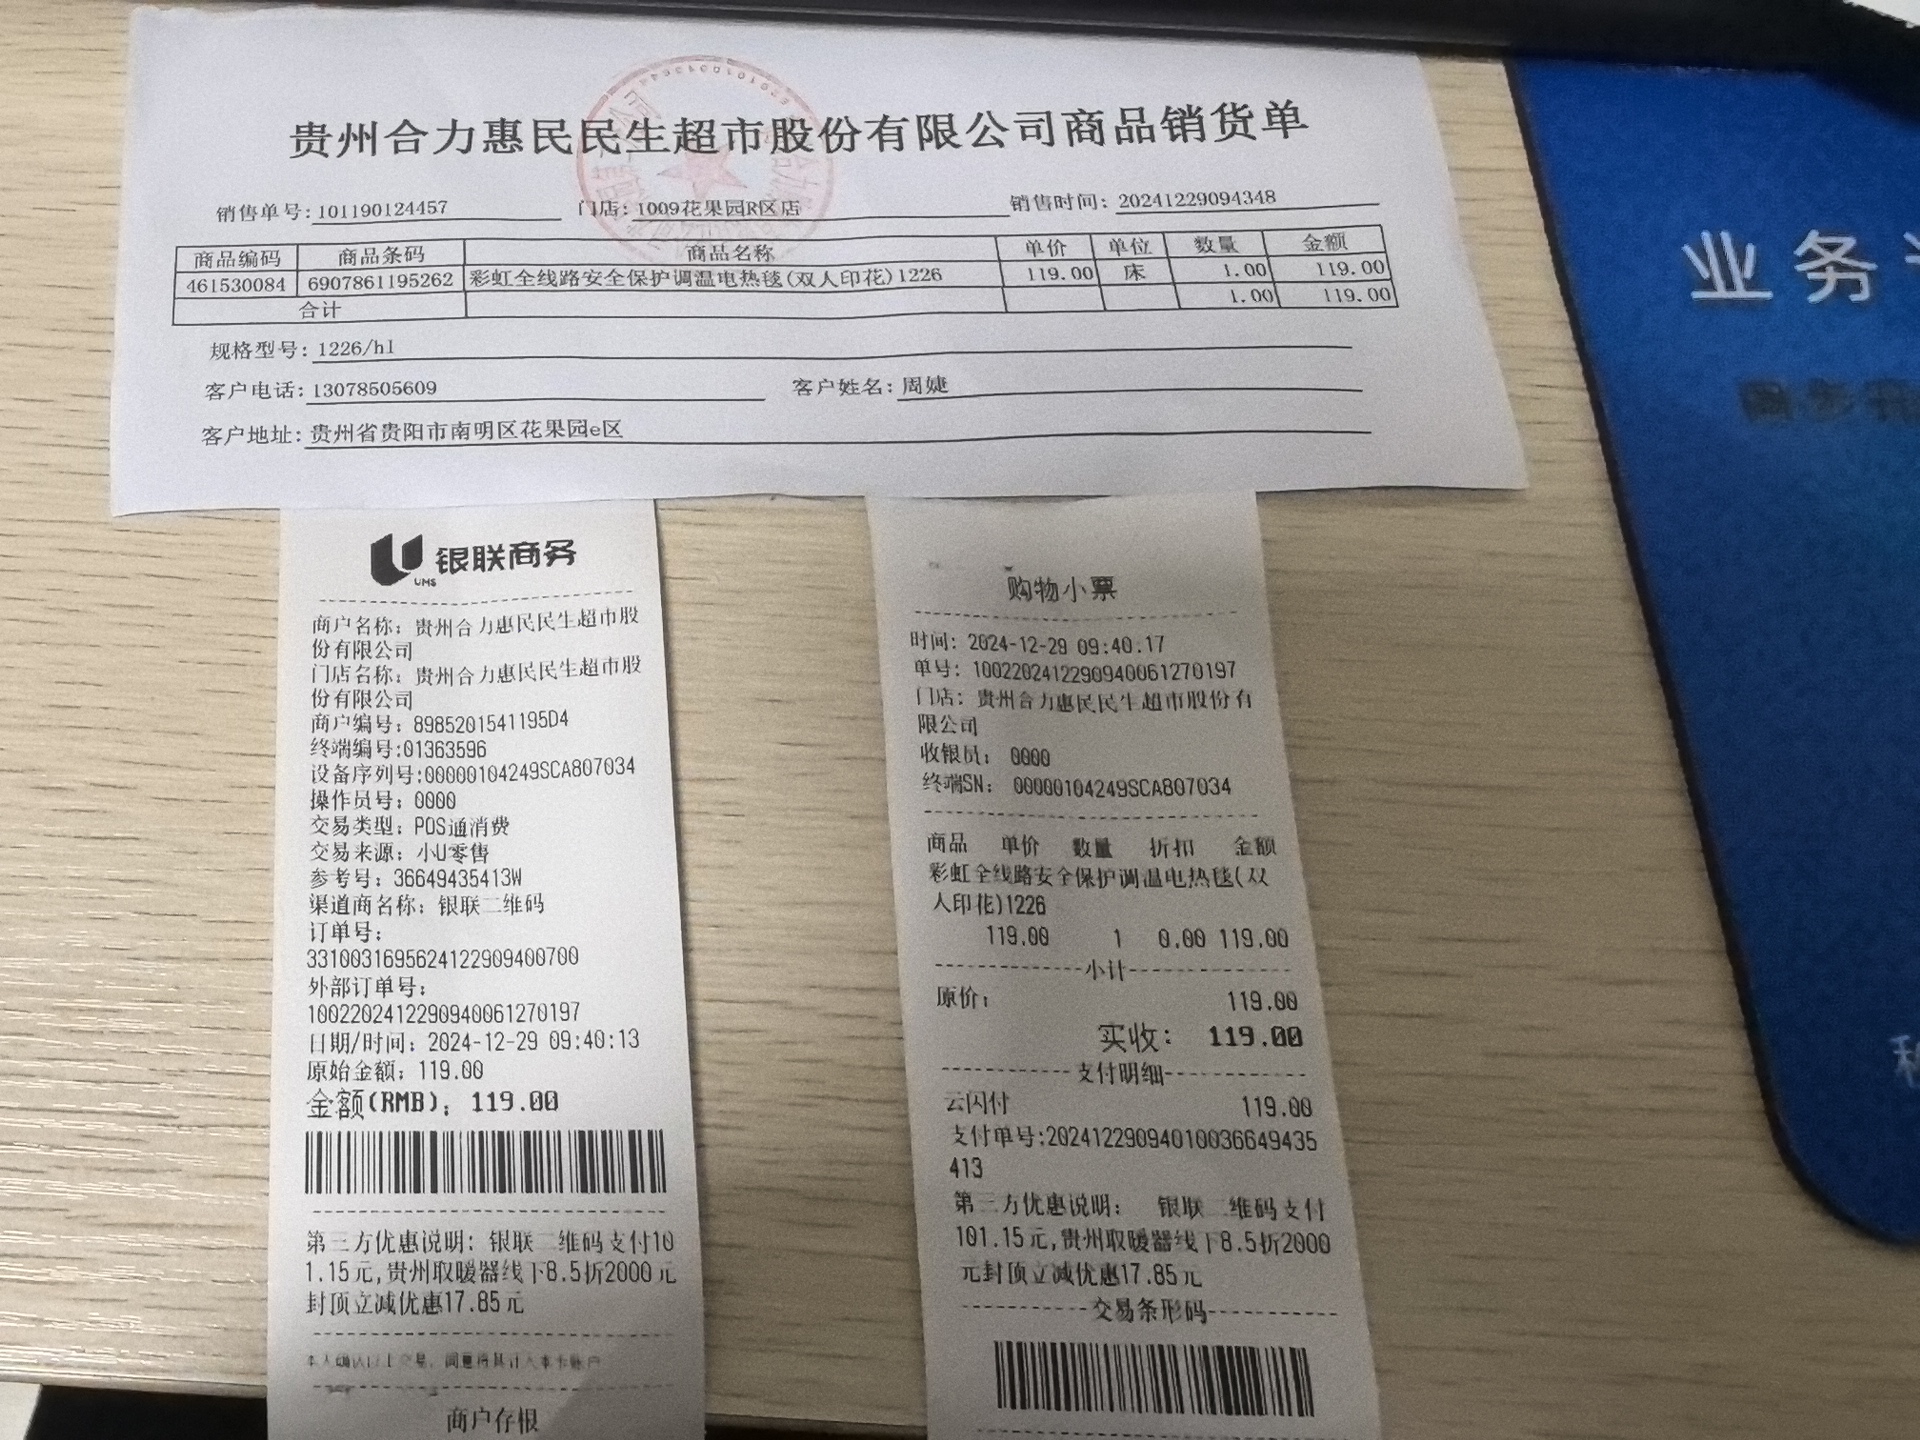 贵州合力惠民民生超市股份有限公司商品销货单
销售单号：101190124457 门店：1009花果园R区店 销售时间：20241229094348
商品编码 商品条码 商品名称 单价 单位 数量 金额
461530084 6907861195262 彩虹全线路安全保护调温电热毯(双人印花)1226 119.00 床 1.00 119.00
合计 1.00 119.00
规格型号：1226/hl
客户电话：13078505609 客户姓名：周婕
客户地址：贵州省贵阳市南明区花果园e区
银联商务
UMS
商户名称：贵州合力惠民民生超市股
份有限公司
门店名称：贵州合力惠民民生超市股
份有限公司
商户编号：8985201541195D4
终端编号:01363596
设备序列号:00000104249SCA807034
操作员号：0000
交易类型：POS通消费
交易来源：小U零售
参考号：36649435413W
渠道商名称：银联二维码
订单号：
33100316956241229094007​00
外部订单号：
1002202412290940061270197
日期/时间：2024-12-29 09:40:13
原始金额：119.00
金额(RMB)：119.00
第三方优惠说明：银联二维码支付10
1.15元,贵州取暖器线下8.5折2000元
封顶立减优惠17.85元
本人确认以上交易，同意将其计入本卡账户
商户存根
购物小票
时间：2024-12-29 09:40:17
单号：1002202412290940061270197
门店：贵州合力惠民民生超市股份有
限公司
收银员：0000
终端SN：00000104249SCA807034
商品 单价 数量 折扣 金额
彩虹全线路安全保护调温电热毯(双
人印花)1226
119.00 1 0.00 119.00
小计
原价：119.00
实收：119.00
支付明细
云闪付 119.00
支付单号:20241229094010036649435
413
第三方优惠说明：银联二维码支付
101.15元,贵州取暖器线下8.5折2000
元封顶立减优惠17.85元
交易条形码
业务